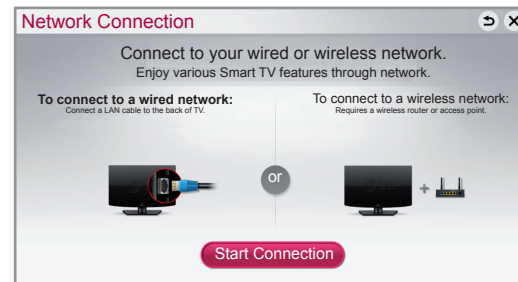 Network Connection
Connect to your wired or wireless network.
Enjoy various Smart TV features through network.
To connect to a wired network:
Connect a LAN cable to the back of TV.
To connect to a wireless network:
Requires a wireless router or access point.
or
+
Start Connection